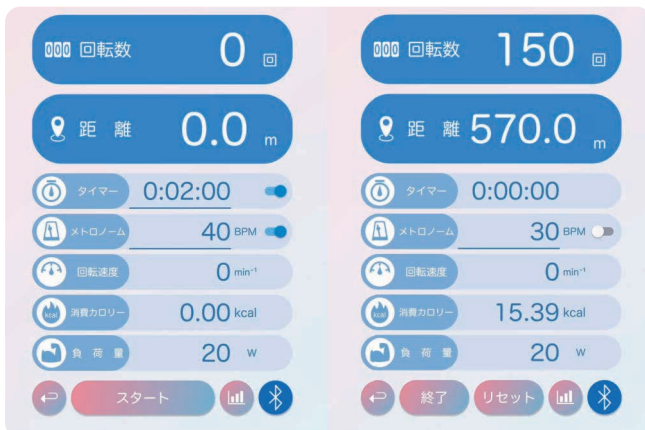 000 回転数 0 回
距離 0.0 m
タイマー 0:02:00
メトロノーム 40 BPM
回転速度 0 min⁻¹
kcal 消費カロリー 0.00 kcal
負荷量 20 W
スタート
000 回転数 150 回
距離 570.0 m
タイマー 0:00:00
メトロノーム 30 BPM
回転速度 0 min⁻¹
kcal 消費カロリー 15.39 kcal
負荷量 20 W
終了 リセット